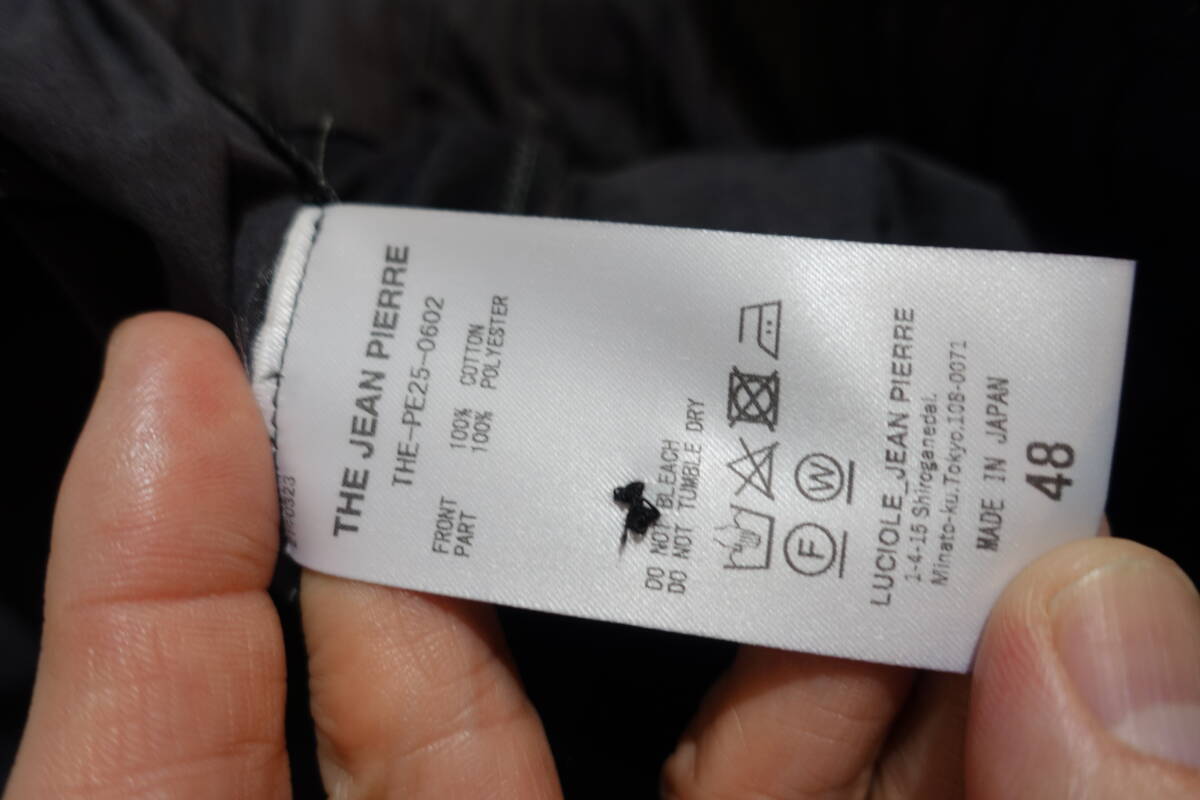 THE JEAN PIERRE
THE-PE25-0602
FRONT 100% COTTON
PART 100% POLYESTER
DO NOT BLEACH
DO NOT TUMBLE DRY
W
F
LUCIOLE_JEAN PIERRE
1-4-15 Shiroganedai.
Minato-ku.Tokyo.108-0071
MADE IN JAPAN
48